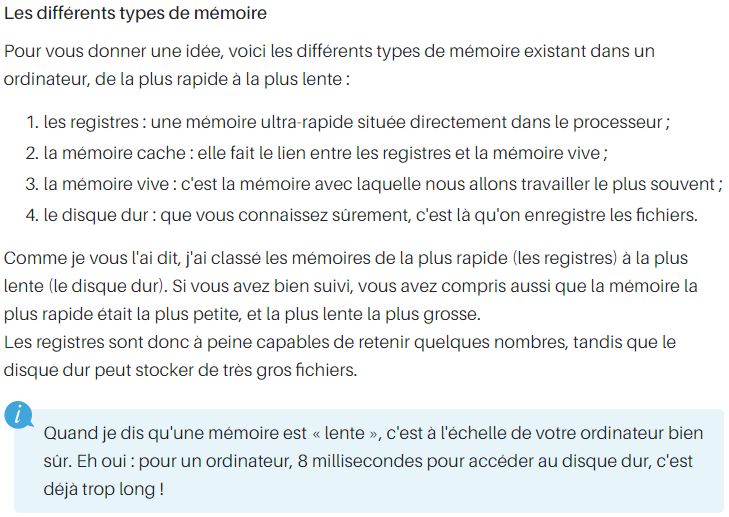 Les différents types de mémoire
Pour vous donner une idée, voici les différents types de mémoire existant dans un
ordinateur, de la plus rapide à la plus lente :
1. les registres : une mémoire ultra-rapide située directement dans le processeur ;
2. la mémoire cache : elle fait le lien entre les registres et la mémoire vive ;
3. la mémoire vive : c'est la mémoire avec laquelle nous allons travailler le plus souvent ;
4. le disque dur : que vous connaissez sûrement, c'est là qu'on enregistre les fichiers.
Comme je vous l'ai dit, j'ai classé les mémoires de la plus rapide (les registres) à la plus
lente (le disque dur). Si vous avez bien suivi, vous avez compris aussi que la mémoire la
plus rapide était la plus petite, et la plus lente la plus grosse.
Les registres sont donc à peine capables de retenir quelques nombres, tandis que le
disque dur peut stocker de très gros fichiers.
i
Quand je dis qu'une mémoire est « lente », c'est à l'échelle de votre ordinateur bien
sûr. Eh oui : pour un ordinateur, 8 millisecondes pour accéder au disque dur, c'est
déjà trop long !